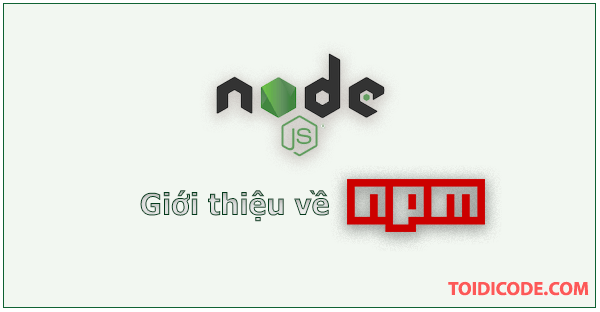 node
JS
Giới thiệu về npm
TOIDICODE.COM